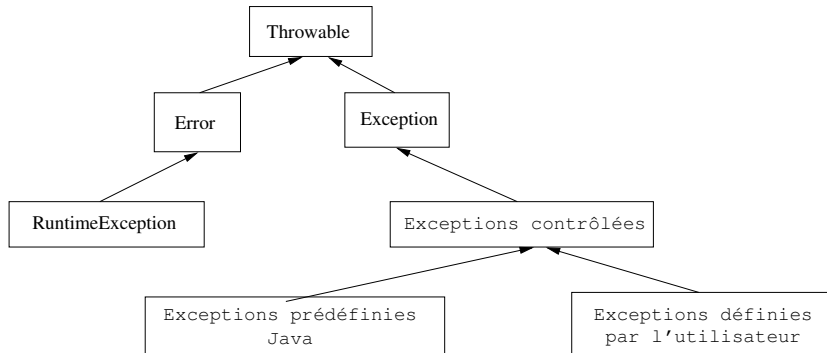 Throwable
Error
Exception
RuntimeException
Exceptions contrôlées
Exceptions prédéfinies
Java
Exceptions définies
par l'utilisateur